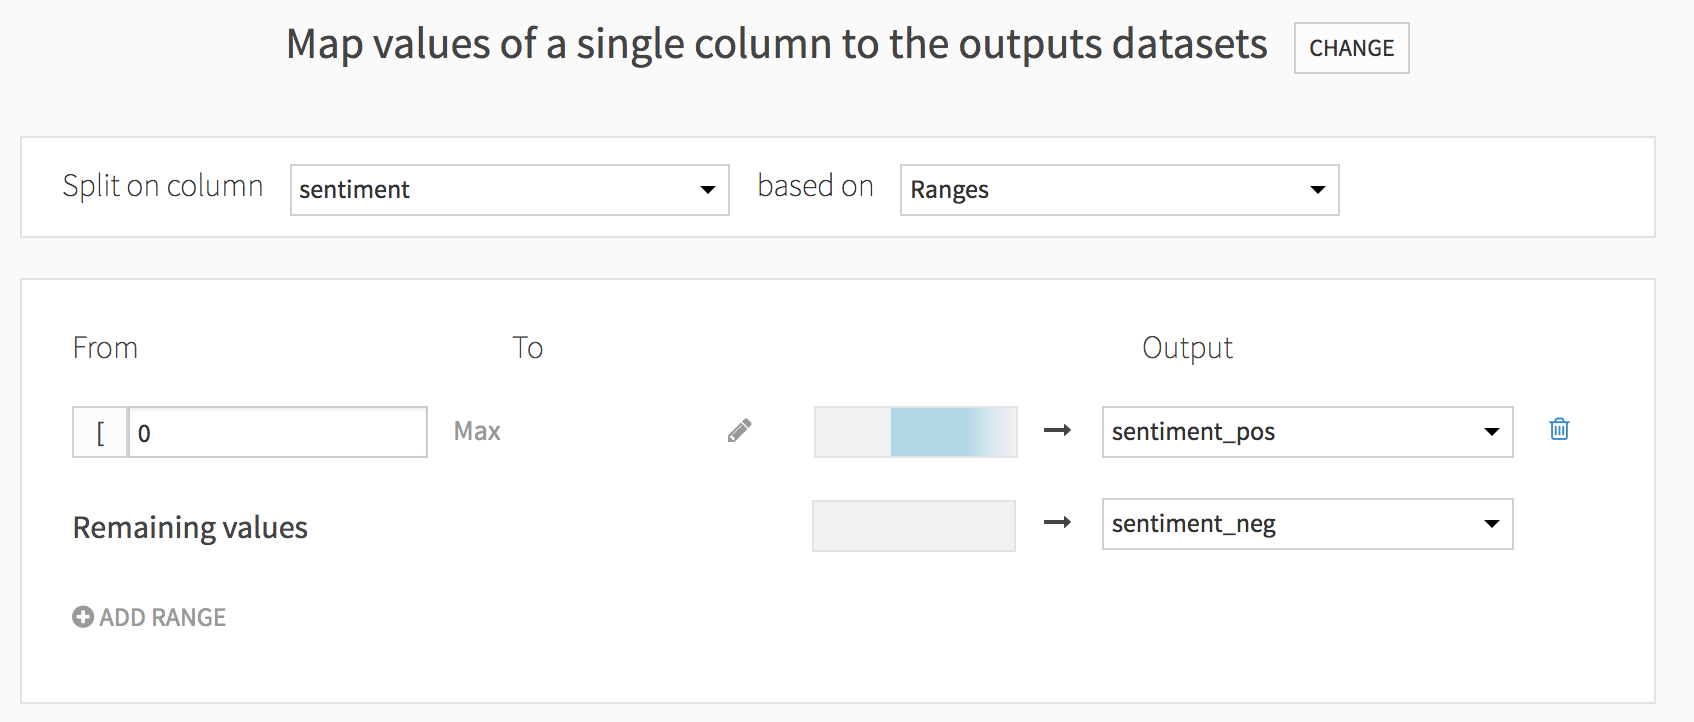 Map values of a single column to the outputs datasets CHANGE
Split on column sentiment based on Ranges
From To Output
[ 0 Max sentiment_pos
Remaining values sentiment_neg
ADD RANGE